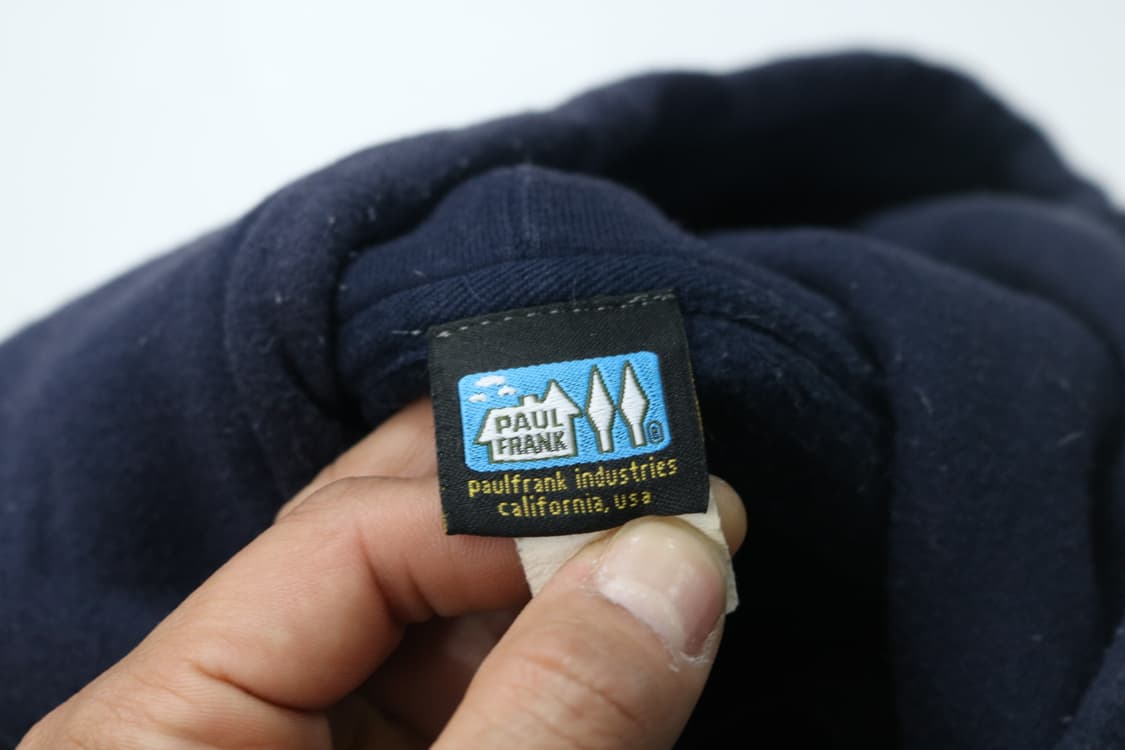 PAUL
FRANK
®
paulfrank industries
california, usa